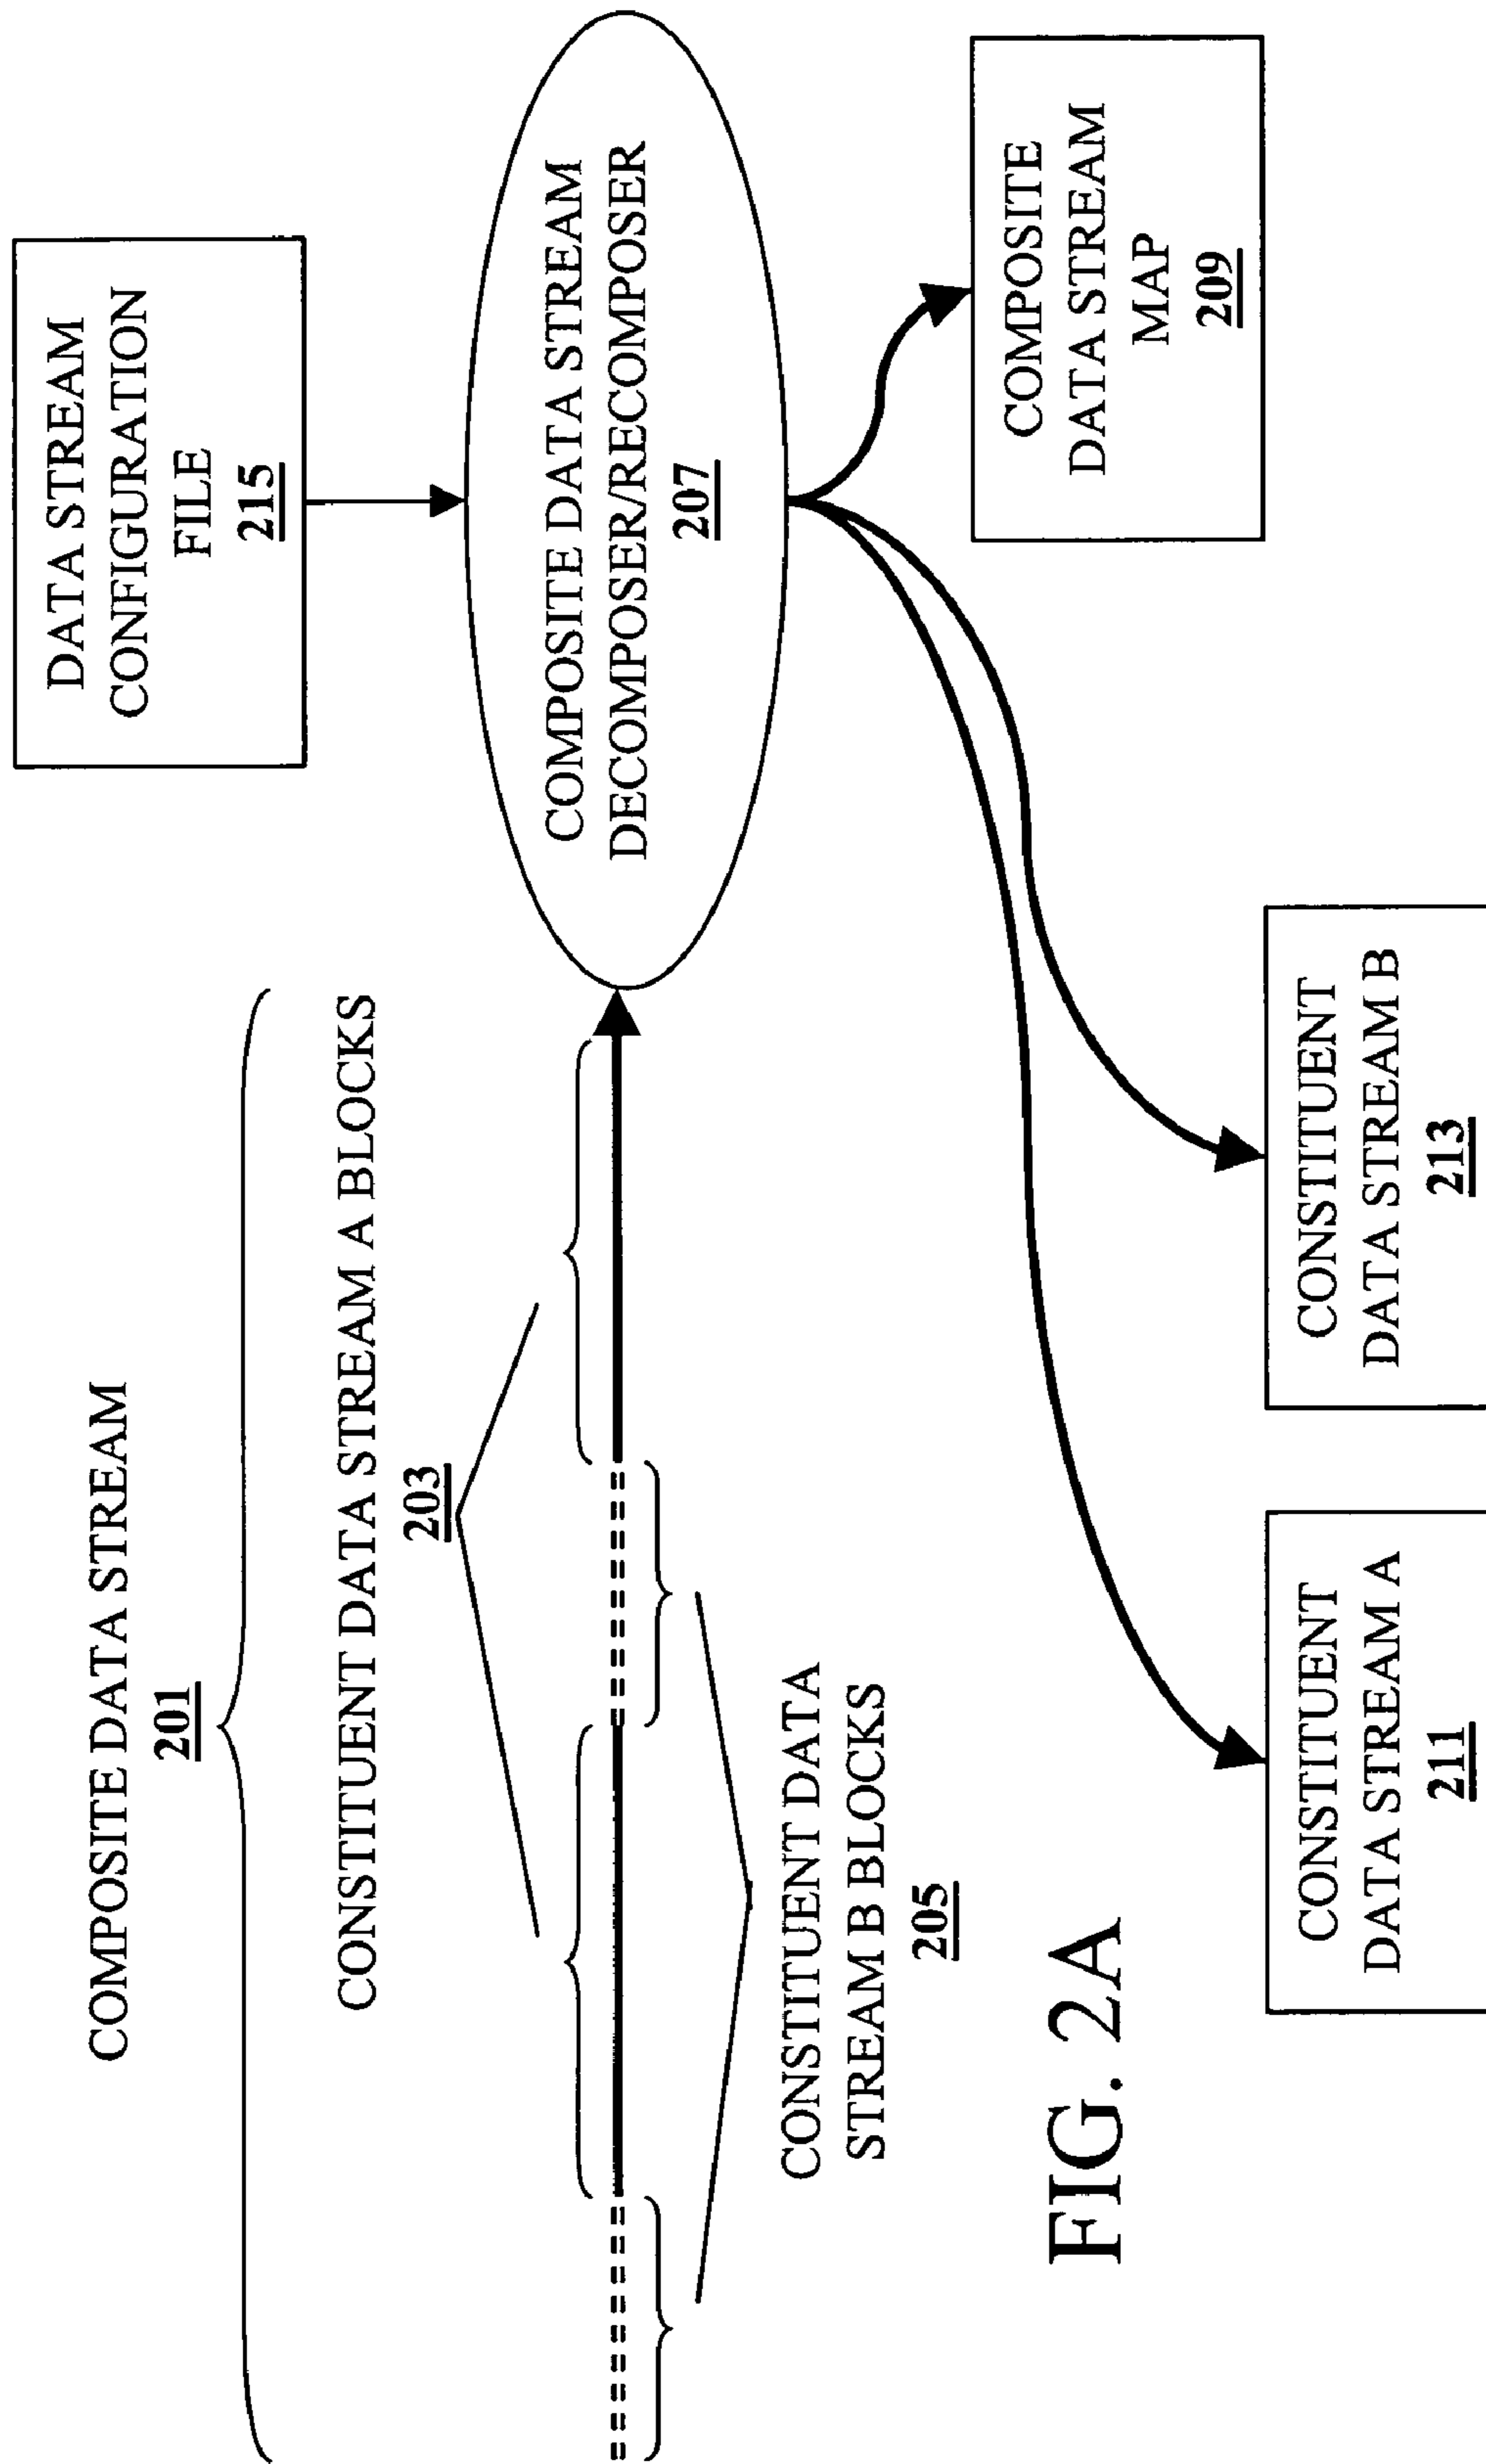 COMPOSITE DATA STREAM
201
CONSTITUENT DATA STREAM A BLOCKS
203
CONSTITUENT DATA
STREAM B BLOCKS
205
DATA STREAM
CONFIGURATION
FILE
215
COMPOSITE DATA STREAM
DECOMPOSER/RECOMPOSER
207
COMPOSITE
DATA STREAM
MAP
209
CONSTITUENT
DATA STREAM A
211
CONSTITUENT
DATA STREAM B
213
FIG. 2A